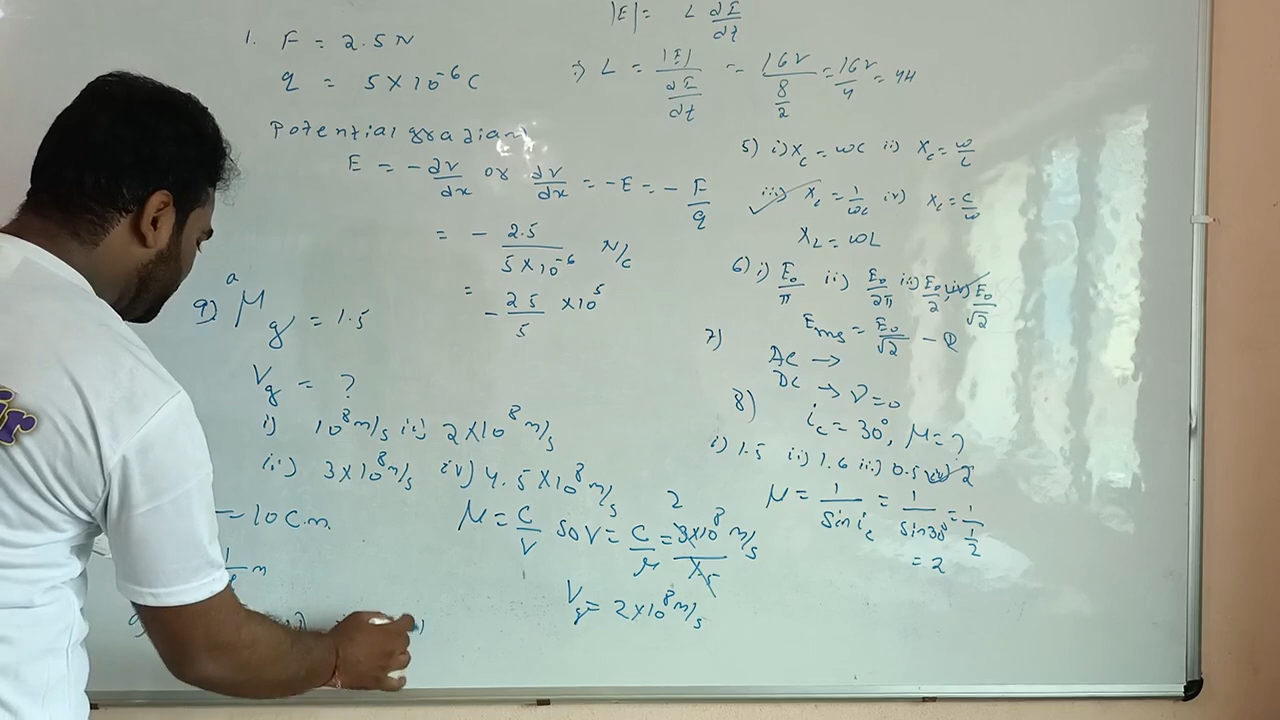 1. F = 2.5 N
q = 5 × 10⁻⁶ C
Potential gradian
E = - dV/dx or dV/dx = -E = - F/q
= - 2.5 / 5 × 10⁻⁶ N/C
= - 25/5 × 10⁵
|E| = L dI/dt
∴ L = |E| / dI/dt = 16V / 8/2 = 16V/4 = 4H
5) i) Xc = ωC ii) Xc = ω/C
iii) Xc = 1/ωC iv) Xc = C/ω
XL = ωL
6) i) E₀/π ii) E₀/2π iii) E₀/2 iv) E₀/√2
Erms = E₀/√2
7) AC →
DC → ν = 0
8) ic = 30°, μ = ?
i) 1.5 ii) 1.6 iii) 0.5 iv) 2
μ = 1/sin ic = 1/sin30° = 1/ 1/2
= 2
9) ᵃμg = 1.5
Vg = ?
i) 10⁸ m/s ii) 2 × 10⁸ m/s
iii) 3 × 10⁸ m/s iv) 4.5 × 10⁸ m/s
μ = C/V so V = C/μ = 3 × 10⁸ m/s / 1.5
2
Vg = 2 × 10⁸ m/s
= 10 C.m
ir